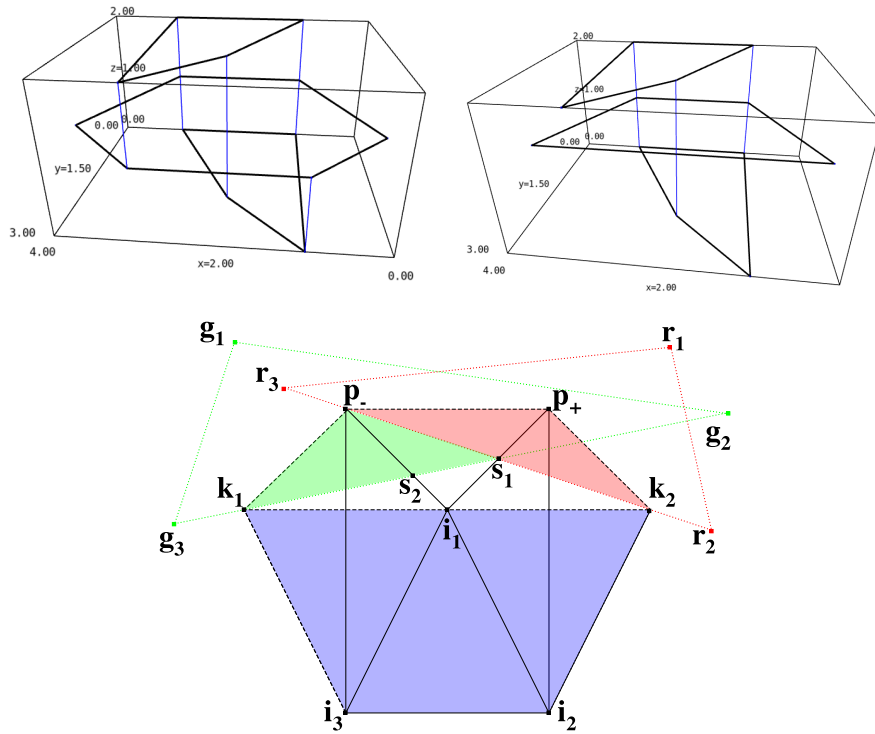 2.00
z=1.00
0.00
0.00
y=1.50
3.00
4.00
x=2.00
0.00
2.00
z=1.00
0.00
0.00
y=1.50
3.00
4.00
x=2.00
g1
r1
r3
p-
p+
g2
s1
s2
k1
k2
g3
i1
r2
i3
i2